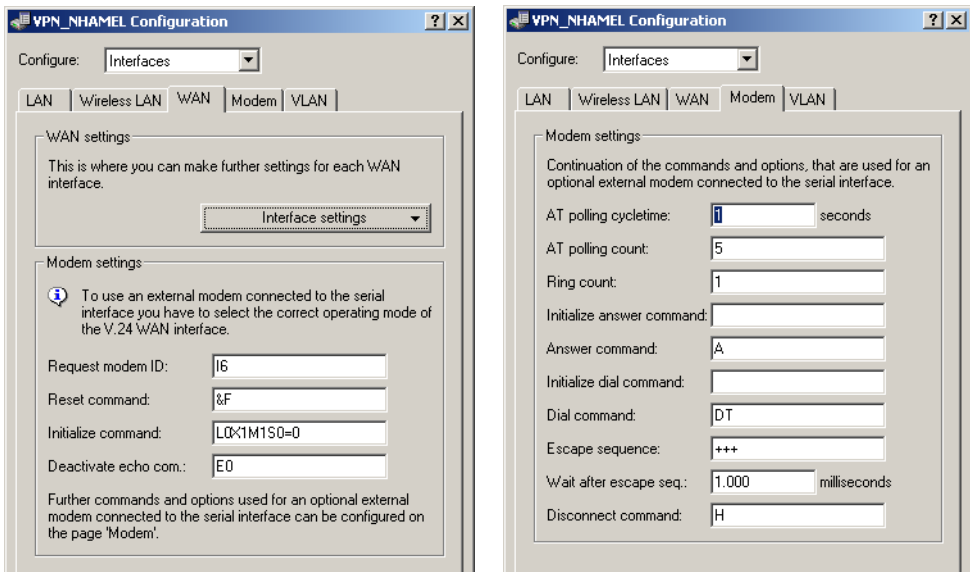 VPN_NHAMEL Configuration
Configure: Interfaces
LAN Wireless LAN WAN Modem VLAN
WAN settings
This is where you can make further settings for each WAN
interface.
Interface settings
Modem settings
To use an external modem connected to the serial
interface you have to select the correct operating mode of
the V.24 WAN interface.
Request modem ID: I6
Reset command: &F
Initialize command: L0X1M1S0=0
Deactivate echo com.: E0
Further commands and options used for an optional external
modem connected to the serial interface can be configured on
the page 'Modem'.
VPN_NHAMEL Configuration
Configure: Interfaces
LAN Wireless LAN WAN Modem VLAN
Modem settings
Continuation of the commands and options, that are used for an
optional external modem connected to the serial interface.
AT polling cycletime: 1 seconds
AT polling count: 5
Ring count: 1
Initialize answer command:
Answer command: A
Initialize dial command:
Dial command: DT
Escape sequence: +++
Wait after escape seq.: 1.000 milliseconds
Disconnect command: H